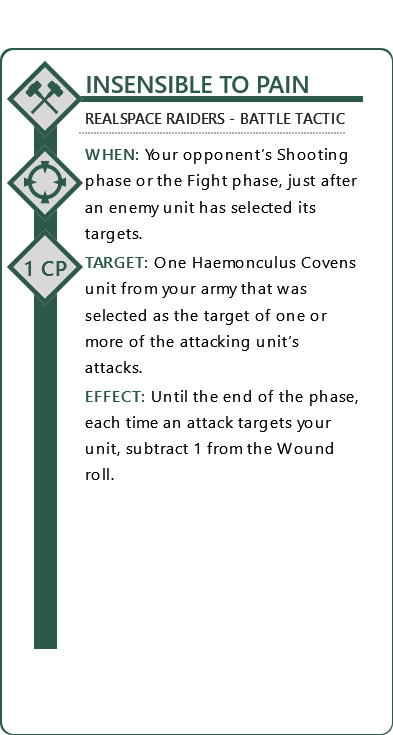 INSENSIBLE TO PAIN
REALSPACE RAIDERS - BATTLE TACTIC
WHEN: Your opponent's Shooting
phase or the Fight phase, just after
an enemy unit has selected its
targets.
1 CP
TARGET: One Haemonculus Covens
unit from your army that was
selected as the target of one or
more of the attacking unit's
attacks.
EFFECT: Until the end of the phase,
each time an attack targets your
unit, subtract 1 from the Wound
roll.